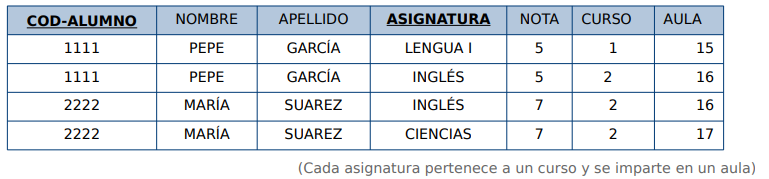 COD-ALUMNO NOMBRE APELLIDO ASIGNATURA NOTA CURSO AULA
1111 PEPE GARCÍA LENGUA I 5 1 15
1111 PEPE GARCÍA INGLÉS 5 2 16
2222 MARÍA SUAREZ INGLÉS 7 2 16
2222 MARÍA SUAREZ CIENCIAS 7 2 17
(Cada asignatura pertenece a un curso y se imparte en un aula)